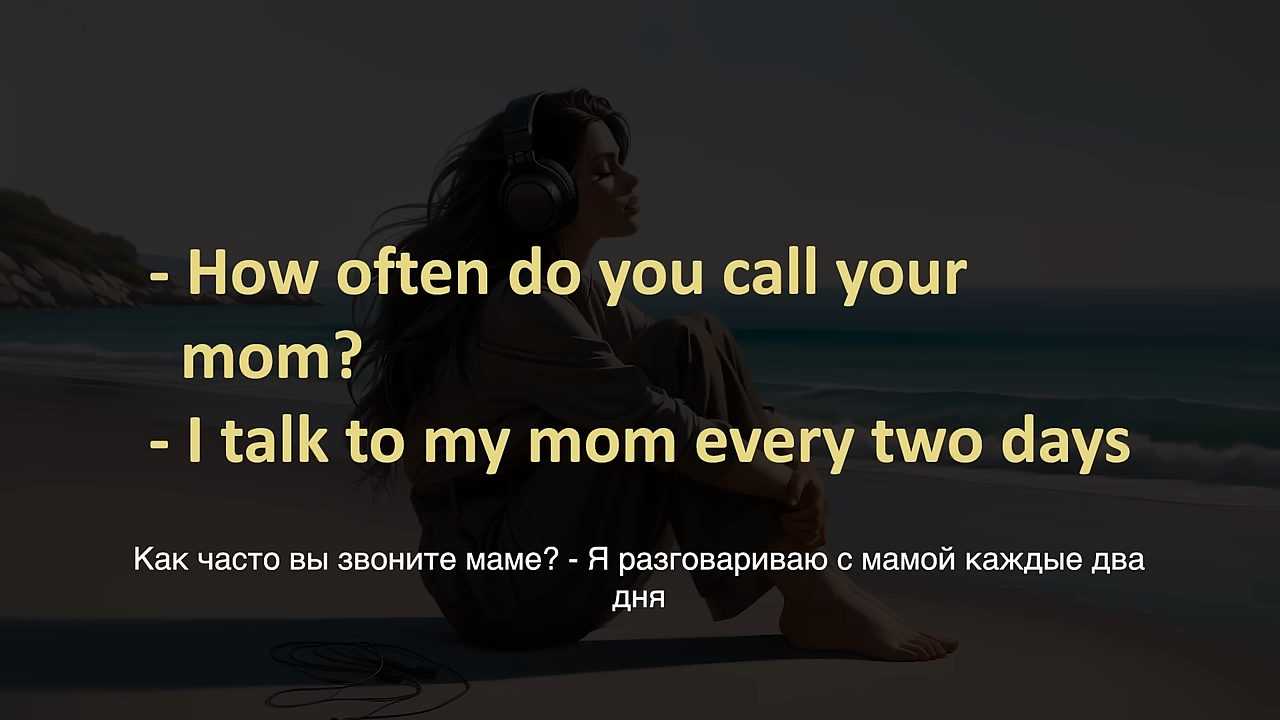 - How often do you call your
mom?
- I talk to my mom every two days
Как часто вы звоните маме? - Я разговариваю с мамой каждые два
дня